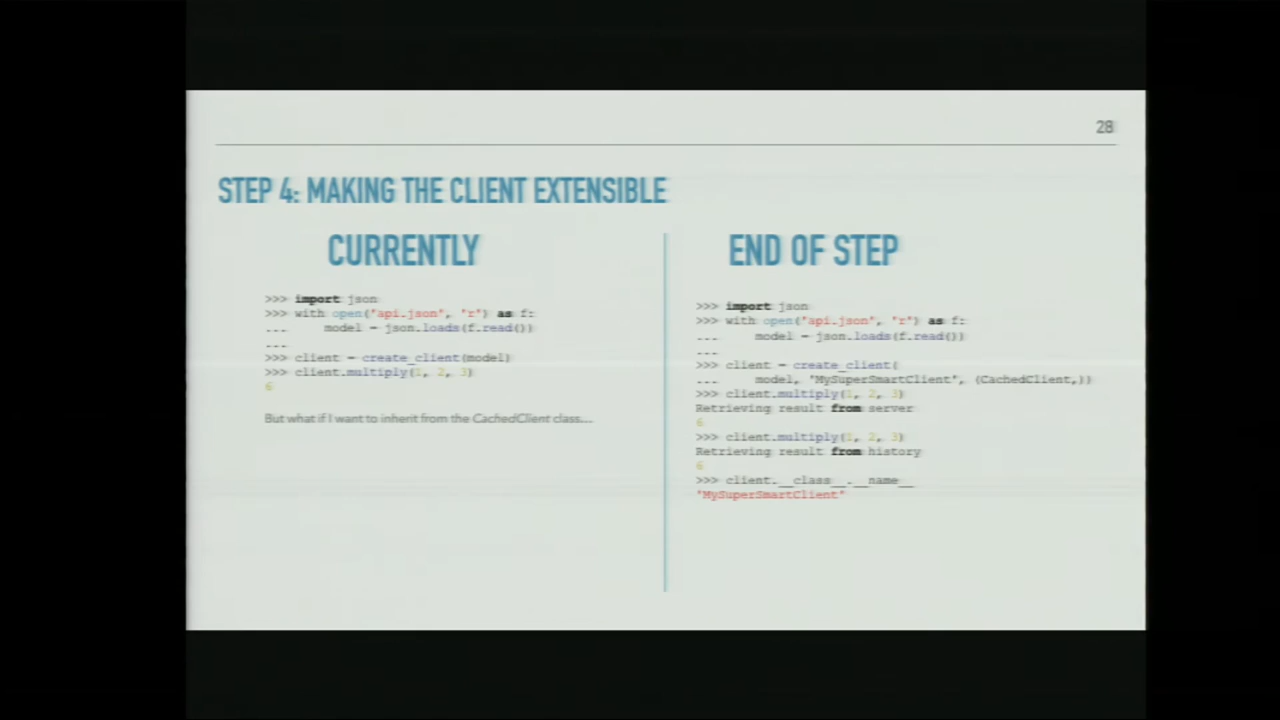 28
STEP 4: MAKING THE CLIENT EXTENSIBLE
CURRENTLY
>>> import json
>>> with open("api.json", "r") as f:
...     model = json.loads(f.read())
...
>>> client = create_client(model)
>>> client.multiply(1, 2, 3)
6
But what if I want to inherit from the CachedClient class...
END OF STEP
>>> import json
>>> with open("api.json", "r") as f:
...     model = json.loads(f.read())
...
>>> client = create_client(
...     model, "MySuperSmartClient", (CachedClient,))
>>> client.multiply(1, 2, 3)
Retrieving result from server
6
>>> client.multiply(1, 2, 3)
Retrieving result from history
6
>>> client.__class__.__name__
"MySuperSmartClient"